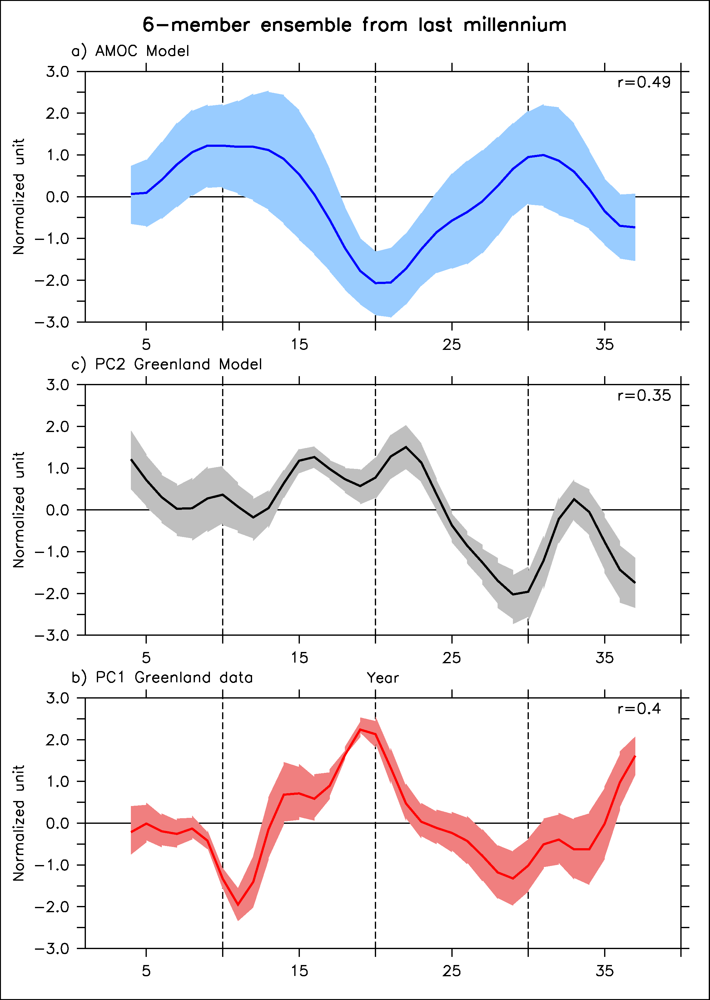 6-member ensemble from last millennium
a) AMOC Model
r=0.49
Normalized unit
3.0
2.0
1.0
0.0
-1.0
-2.0
-3.0
5 15 25 35
c) PC2 Greenland Model
r=0.35
Normalized unit
3.0
2.0
1.0
0.0
-1.0
-2.0
-3.0
5 15 25 35
b) PC1 Greenland data Year
r=0.4
Normalized unit
3.0
2.0
1.0
0.0
-1.0
-2.0
-3.0
5 15 25 35